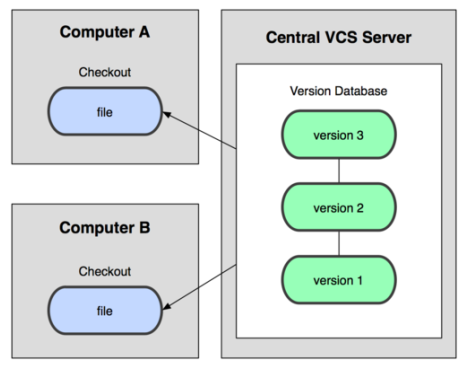 Computer A
Checkout
file
Computer B
Checkout
file
Central VCS Server
Version Database
version 3
version 2
version 1